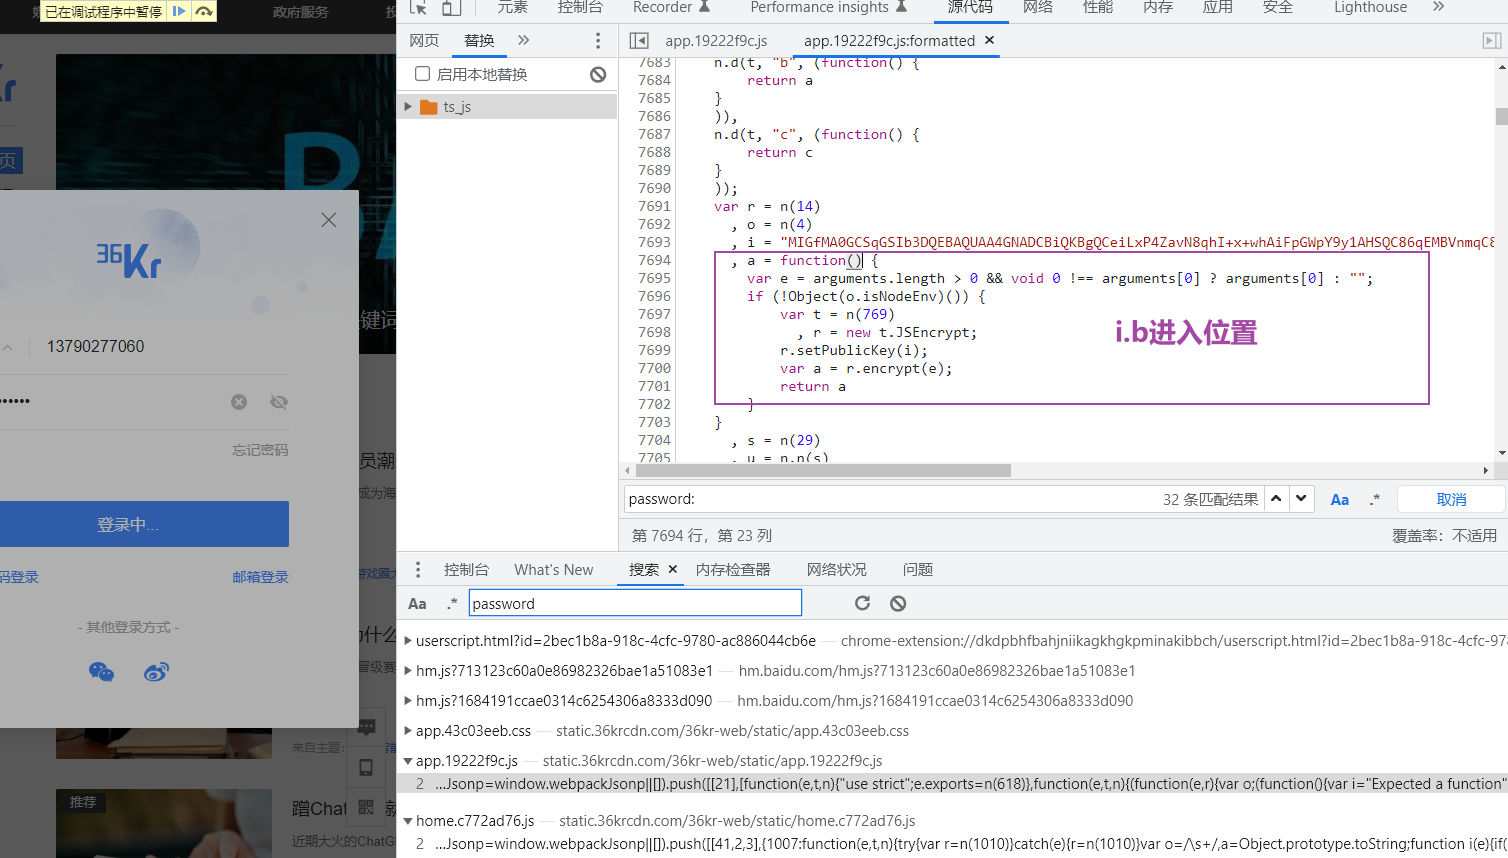 已在调试程序中暂停
政府服务
元素 控制台 Recorder Performance insights 源代码 网络 性能 内存 应用 安全 Lighthouse »
网页 替换 »
app.19222f9c.js app.19222f9c.js:formatted ×
启用本地替换
ts_js
7683 n.d(t, "b", (function() {
7684 return a
7685 }
7686 )),
7687 n.d(t, "c", (function() {
7688 return c
7689 }
7690 ));
7691 var r = n(14)
7692 , o = n(4)
7693 , i = "MIGfMA0GCSqGSIb3DQEBAQUAA4GNADCBiQKBgQCeiLxP4ZavN8qhI+x+whAiFpGWpY9y1AHSQC86qEMBVnmqC8
7694 , a = function() {
7695 var e = arguments.length > 0 && void 0 !== arguments[0] ? arguments[0] : "";
7696 if (!Object(o.isNodeEnv)()) {
7697 var t = n(769)
7698 , r = new t.JSEncrypt;
7699 r.setPublicKey(i);
7700 var a = r.encrypt(e);
7701 return a
7702 }
7703 }
7704 , s = n(29)
7705 , u = n.n(s)
i.b进入位置
password:
32 条匹配结果
Aa .* 取消
第 7694 行，第 23 列
覆盖率：不适用
控制台 What's New 搜索 × 内存检查器 网络状况 问题
Aa .* password
userscript.html?id=2bec1b8a-918c-4cfc-9780-ac886044cb6e — chrome-extension://dkdpbhfbahjniikagkhgkpminakibbch/userscript.html?id=2bec1b8a-918c-4cfc-978
hm.js?713123c60a0e86982326bae1a51083e1 — hm.baidu.com/hm.js?713123c60a0e86982326bae1a51083e1
hm.js?1684191ccae0314c6254306a8333d090 — hm.baidu.com/hm.js?1684191ccae0314c6254306a8333d090
app.43c03eeb.css — static.36krcdn.com/36kr-web/static/app.43c03eeb.css
app.19222f9c.js — static.36krcdn.com/36kr-web/static/app.19222f9c.js
2 …Jsonp=window.webpackJsonp||[]).push([[21],[function(e,t,n){"use strict";e.exports=n(618)},function(e,t,n){(function(e,r){var o;(function(){var i="Expected a function"
home.c772ad76.js — static.36krcdn.com/36kr-web/static/home.c772ad76.js
2 …Jsonp=window.webpackJsonp||[]).push([[41,2,3],{1007:function(e,t,n){try{var r=n(1010)}catch(e){r=n(1010)}var o=/\s+/,a=Object.prototype.toString;function i(e){if(
页
36Kr
键词
13790277060
忘记密码
登录中...
码登录
邮箱登录
- 其他登录方式 -
员潮
成为海
来自主题:
推荐
蹭Cha
近期大火的ChatG